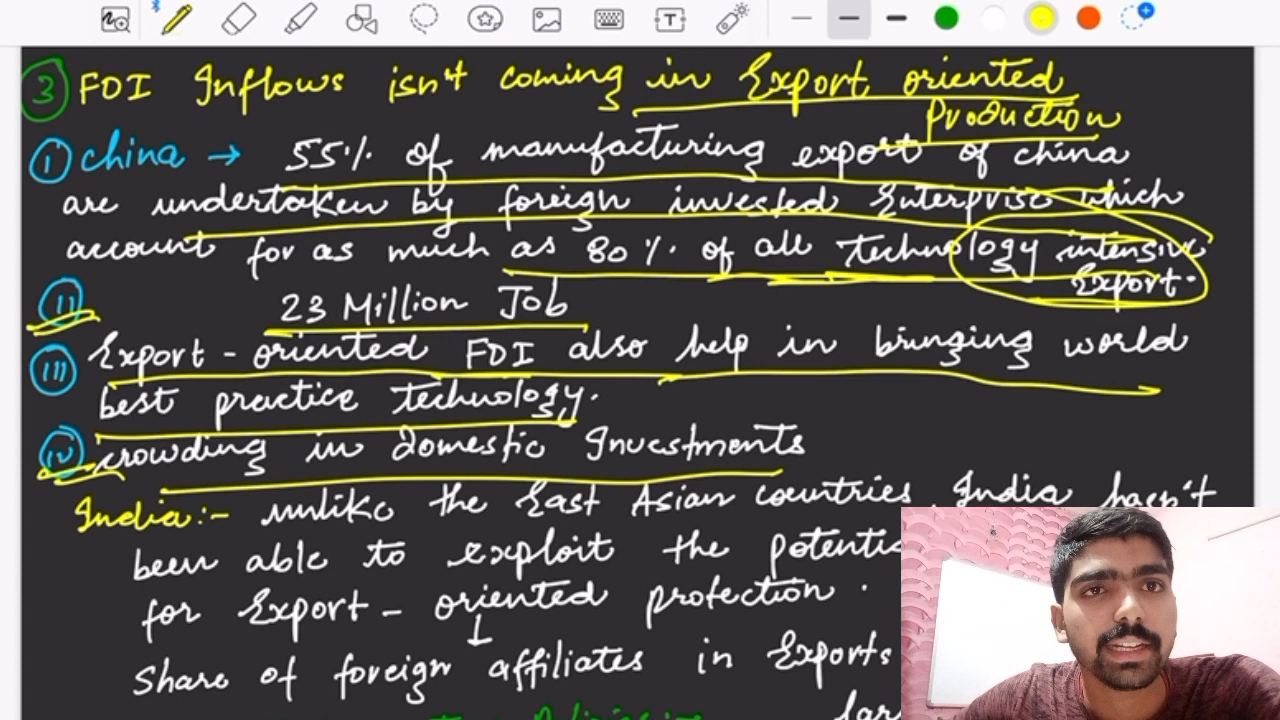 ③ FDI Inflows isn't coming in Export oriented
Production
① China → 55% of manufacturing export of china
are undertaken by foreign invested Enterprise which
account for as much as 80% of all technology intensive
Export.
II 23 Million Job
III Export - oriented FDI also help in bringing world
best practice technology.
IV crowding in domestic Investments
India:- unlike the East Asian countries, India hasn't
been able to exploit the
for Export - oriented protection.
↓
Share of foreign affiliates in Exports